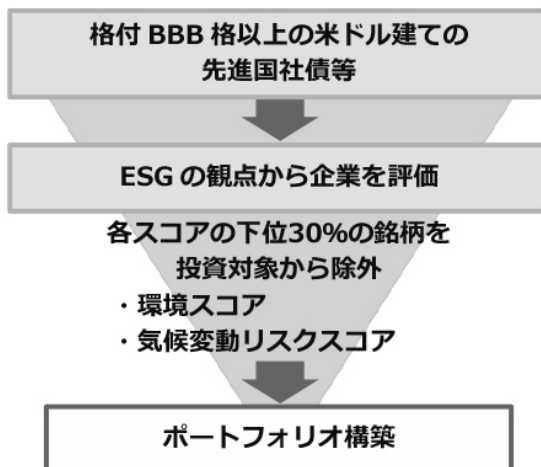 格付 BBB 格以上の米ドル建ての
先進国社債等
ESG の観点から企業を評価
各スコアの下位30%の銘柄を
投資対象から除外
・環境スコア
・気候変動リスクスコア
ポートフォリオ構築